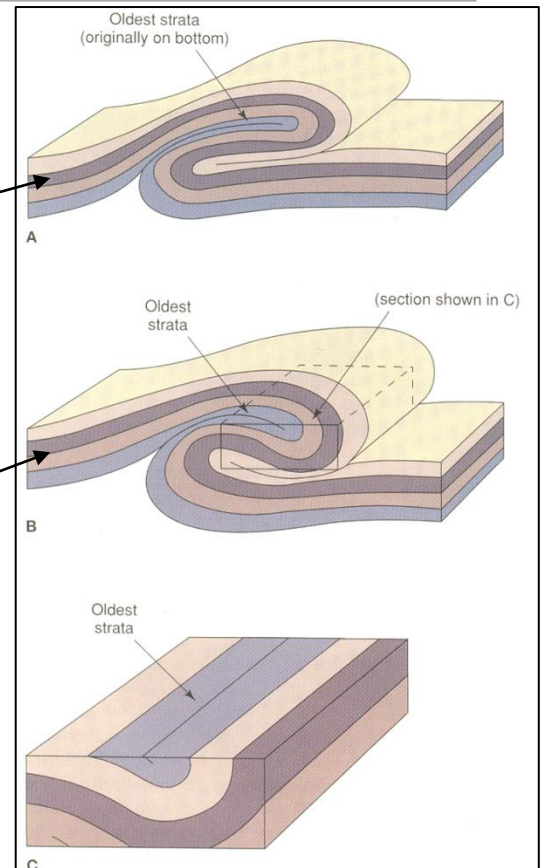 Oldest strata
(originally on bottom)
A
Oldest
strata
(section shown in C)
B
Oldest
strata
C